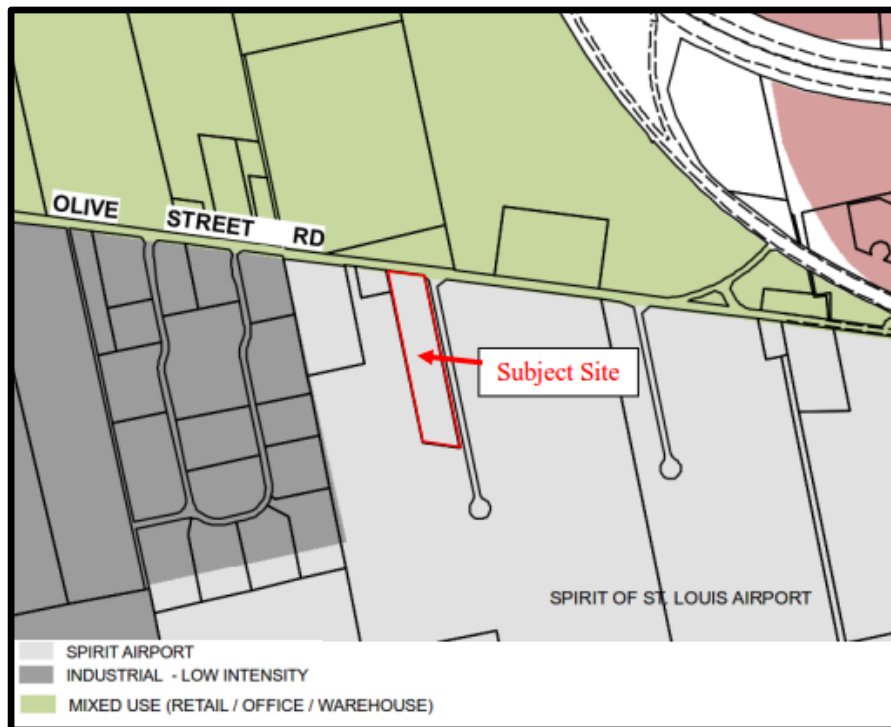 OLIVE STREET RD
Subject Site
SPIRIT OF ST. LOUIS AIRPORT
SPIRIT AIRPORT
INDUSTRIAL - LOW INTENSITY
MIXED USE (RETAIL / OFFICE / WAREHOUSE)